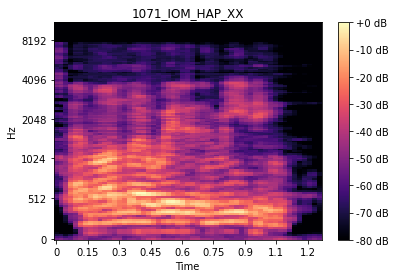 1071_IOM_HAP_XX
8192
4096
2048
1024
512
0
Hz
0 0.15 0.3 0.45 0.6 0.75 0.9 1.1 1.2
Time
+0 dB
-10 dB
-20 dB
-30 dB
-40 dB
-50 dB
-60 dB
-70 dB
-80 dB